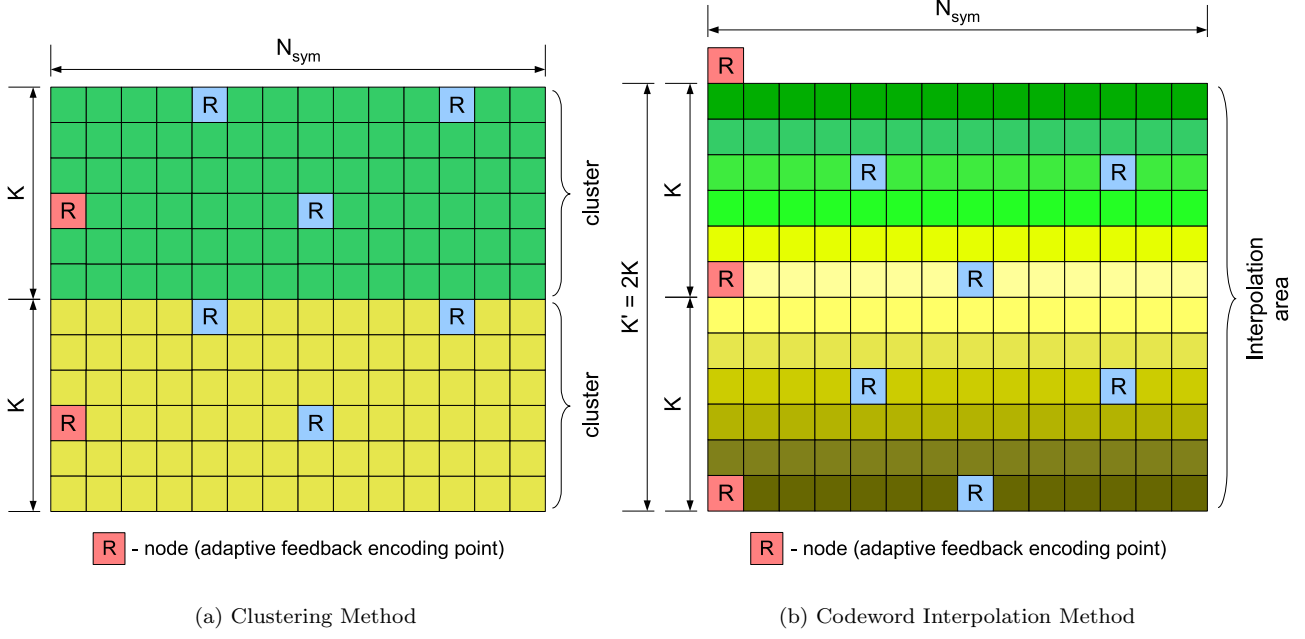 N_sym
R R
K
R R
cluster
R R
K
R R
cluster
R - node (adaptive feedback encoding point)
(a) Clustering Method
N_sym
R
R R
K
K' = 2K
R R
Interpolation
area
R R
K
R R
R - node (adaptive feedback encoding point)
(b) Codeword Interpolation Method